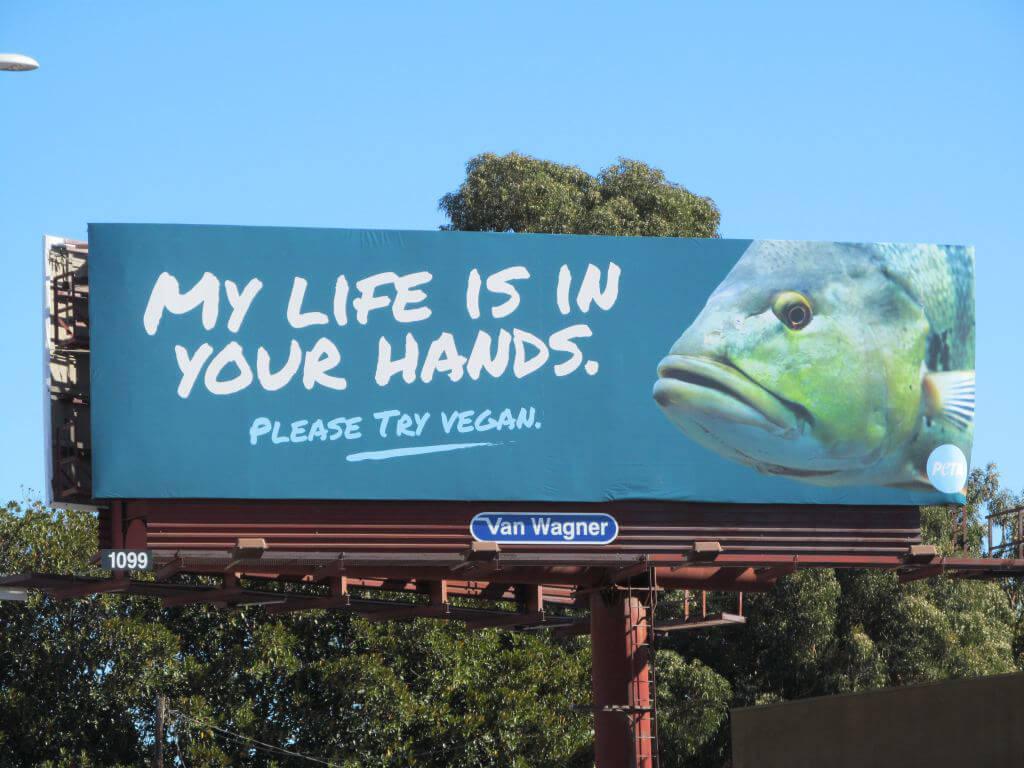 MY LIFE IS IN
YOUR HANDS.
PLEASE TRY VEGAN.
PeTA
Van Wagner
1099